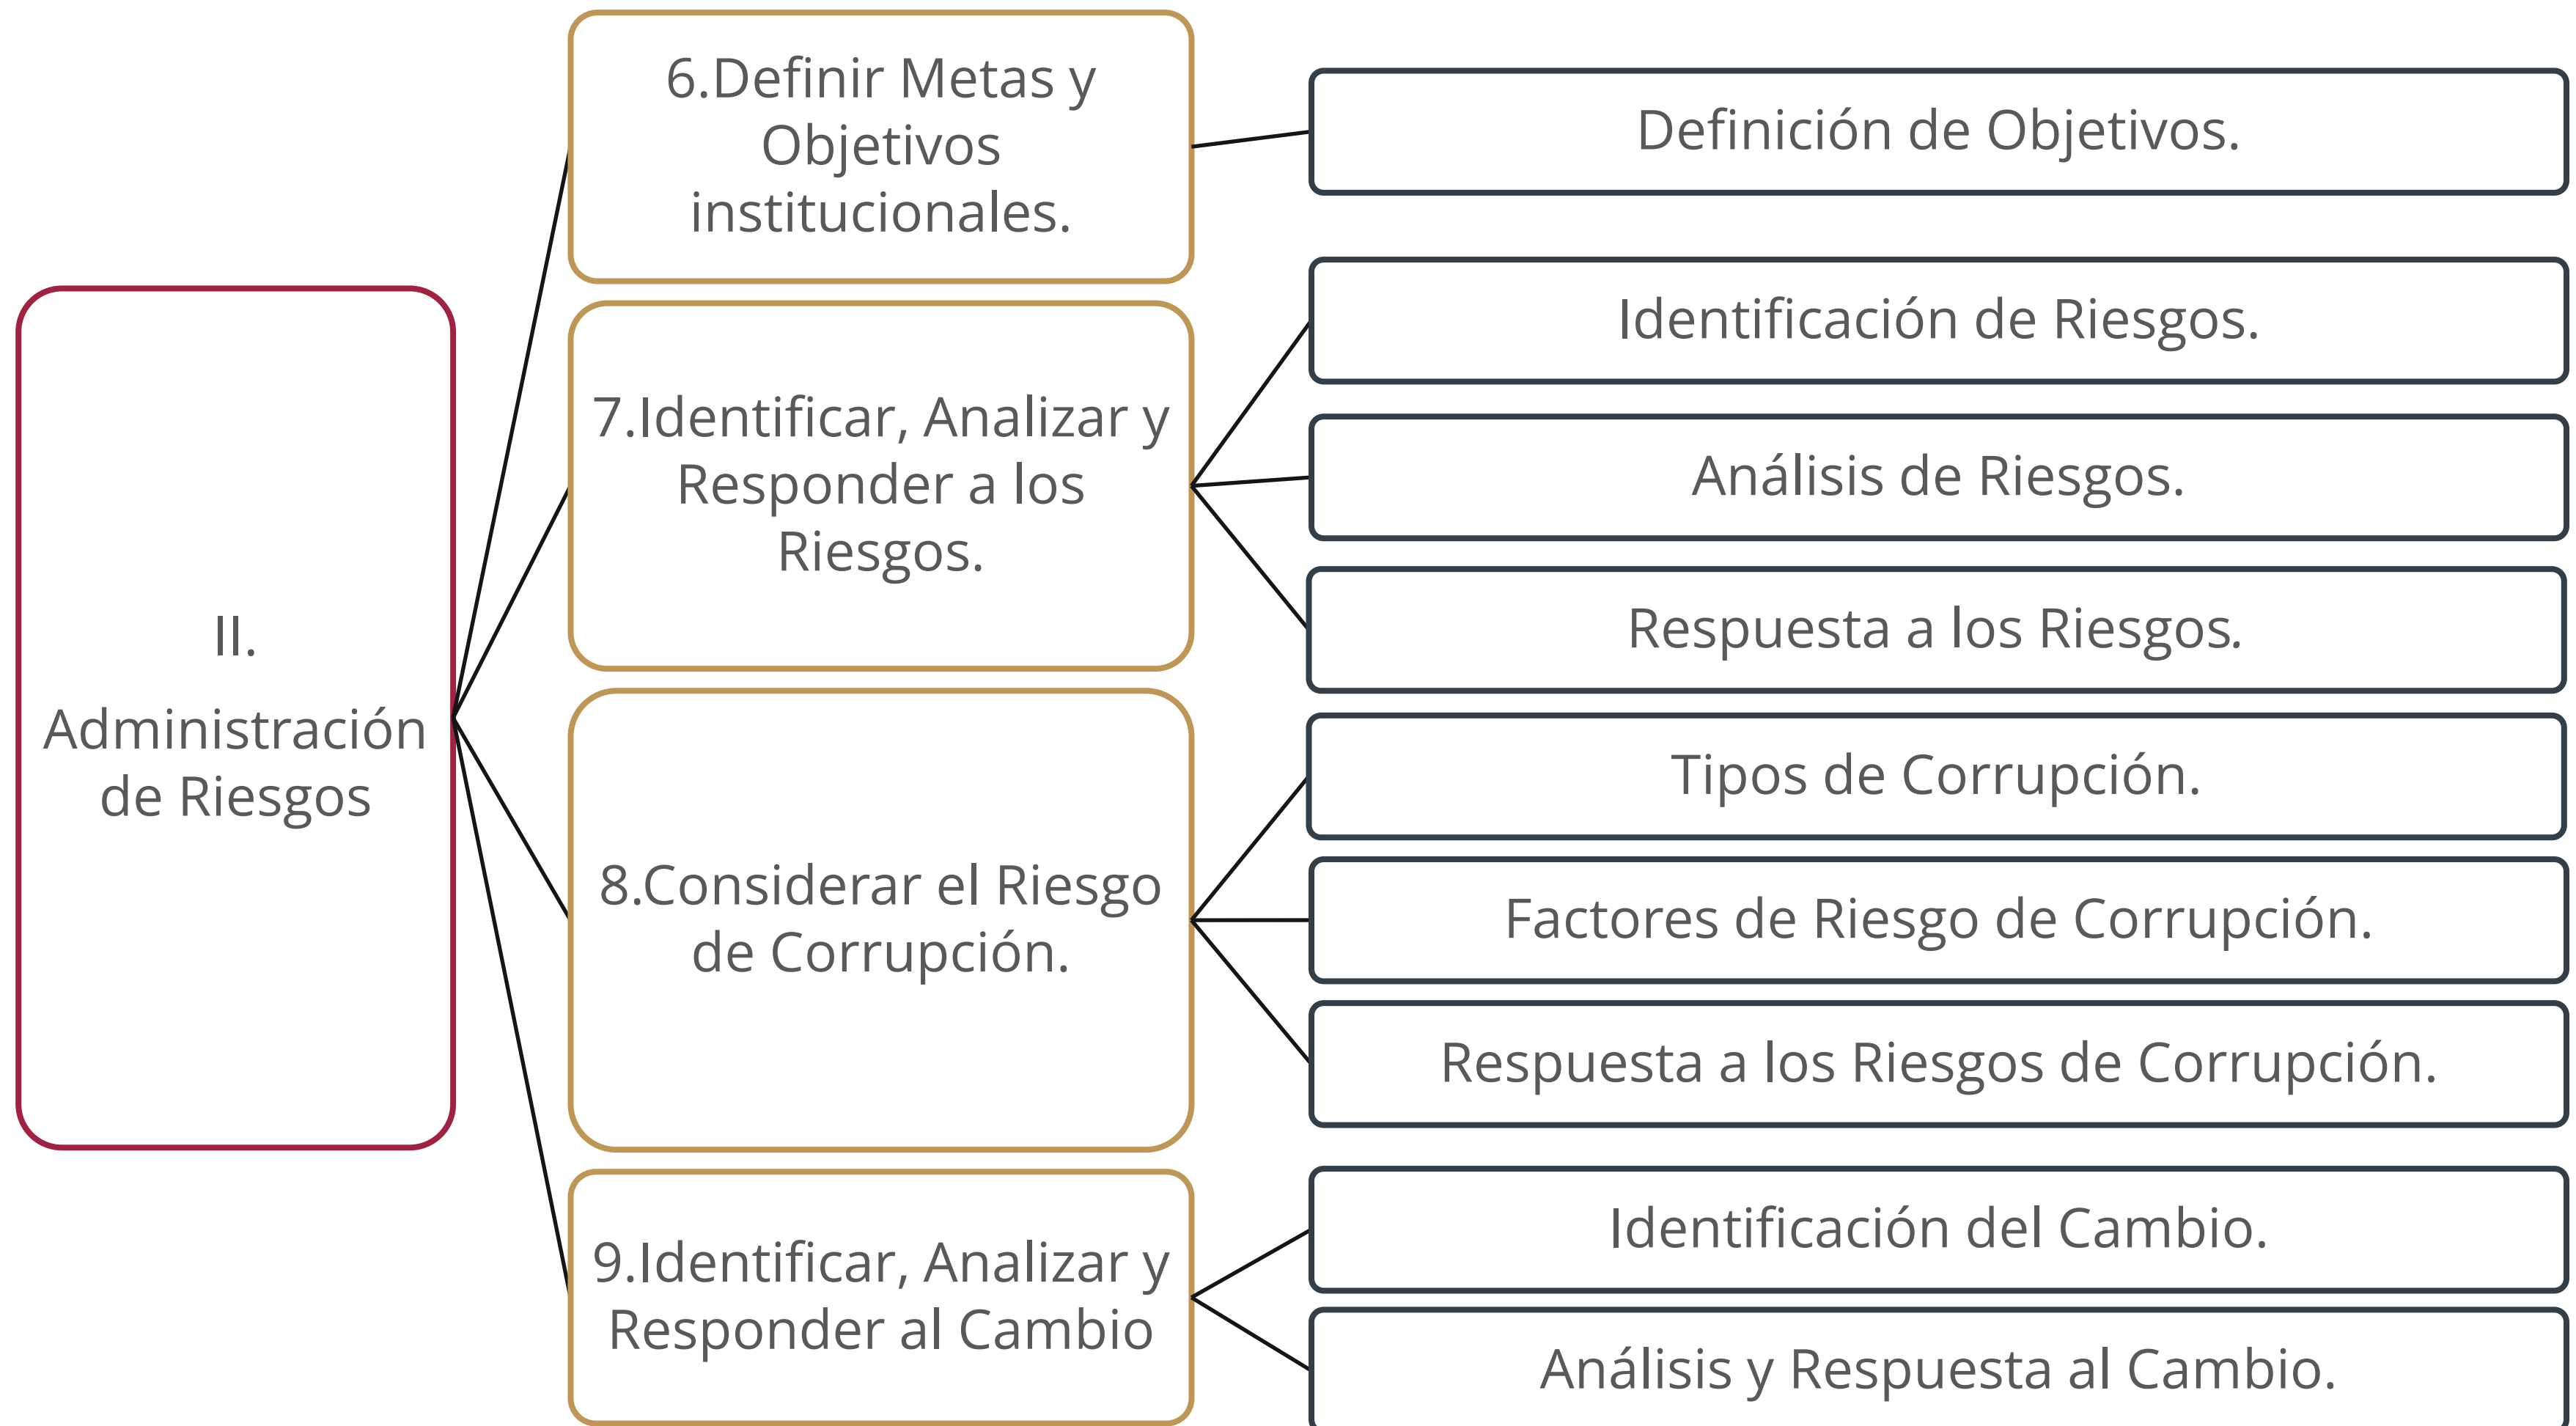 II.
Administración
de Riesgos
6.Definir Metas y
Objetivos
institucionales.
Definición de Objetivos.
7.Identificar, Analizar y
Responder a los
Riesgos.
Identificación de Riesgos.
Análisis de Riesgos.
Respuesta a los Riesgos.
8.Considerar el Riesgo
de Corrupción.
Tipos de Corrupción.
Factores de Riesgo de Corrupción.
Respuesta a los Riesgos de Corrupción.
9.Identificar, Analizar y
Responder al Cambio
Identificación del Cambio.
Análisis y Respuesta al Cambio.